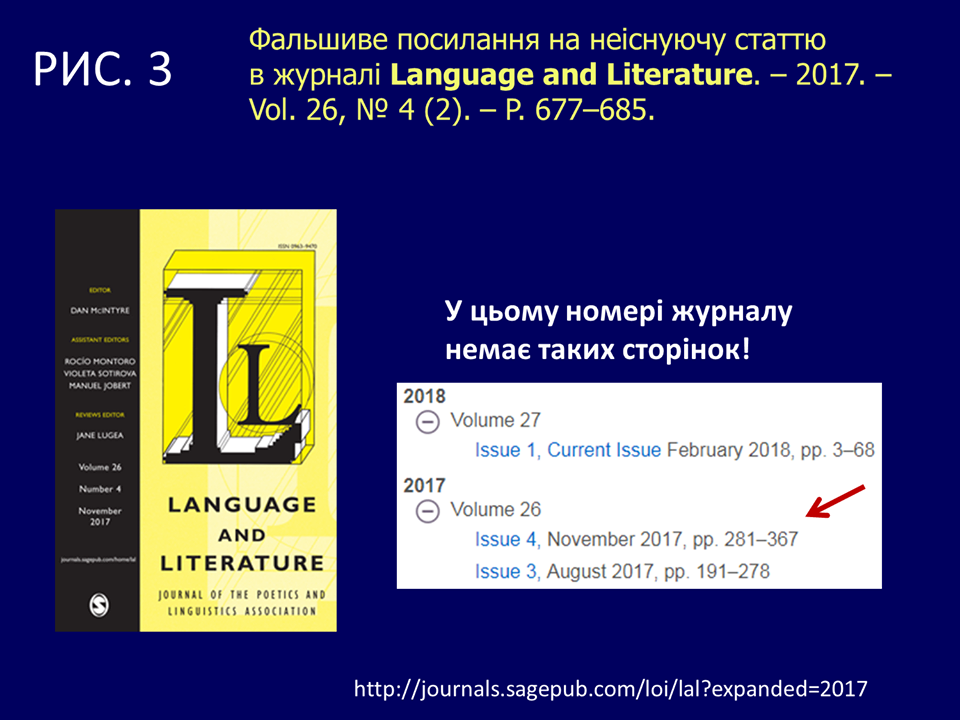 РИС. 3
Фальшиве посилання на неіснуючу статтю
в журналі Language and Literature. – 2017. –
Vol. 26, № 4 (2). – P. 677–685.
ISSN 0963-9470
EDITOR
DAN McINTYRE
ASSISTANT EDITORS
ROCÍO MONTORO
VIOLETA SOTIROVA
MANUEL JOBERT
REVIEWS EDITOR
JANE LUGEA
Volume 26
Number 4
November
2017
journals.sagepub.com/home/lal
S
LL
LANGUAGE
AND
LITERATURE
JOURNAL OF THE POETICS AND
LINGUISTICS ASSOCIATION
У цьому номері журналу
немає таких сторінок!
2018
Volume 27
Issue 1, Current Issue February 2018, pp. 3–68
2017
Volume 26
Issue 4, November 2017, pp. 281–367
Issue 3, August 2017, pp. 191–278
http://journals.sagepub.com/loi/lal?expanded=2017